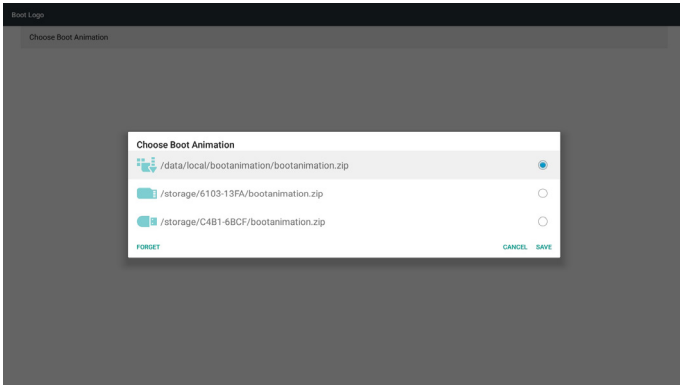 Boot Logo
Choose Boot Animation
Choose Boot Animation
/data/local/bootanimation/bootanimation.zip
/storage/6103-13FA/bootanimation.zip
/storage/C4B1-6BCF/bootanimation.zip
FORGET CANCEL SAVE